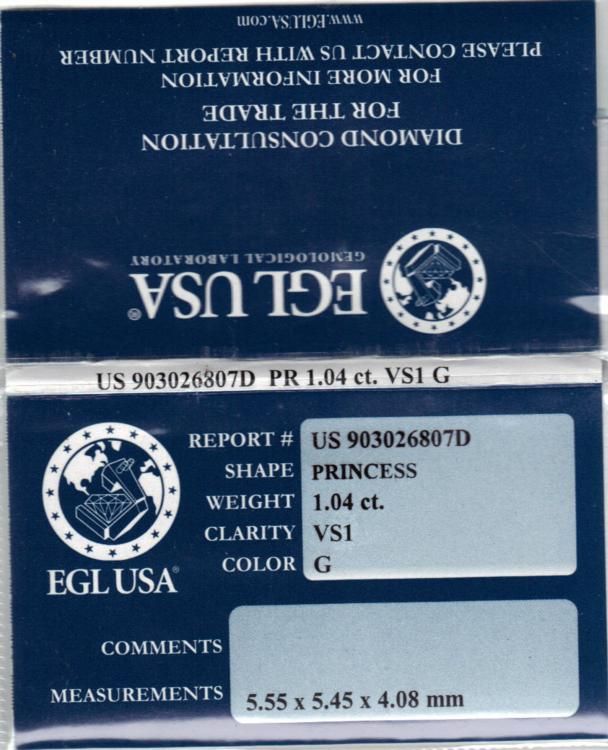 DIAMOND CONSULTATION
FOR THE TRADE
FOR MORE INFORMATION
PLEASE CONTACT US WITH REPORT NUMBER
WWW.EGLUSA.com
EGL USA®
GEMOLOGICAL LABORATORY
US 903026807D PR 1.04 ct. VS1 G
REPORT # US 903026807D
SHAPE PRINCESS
WEIGHT 1.04 ct.
CLARITY VS1
COLOR G
EGL USA®
COMMENTS
MEASUREMENTS 5.55 x 5.45 x 4.08 mm